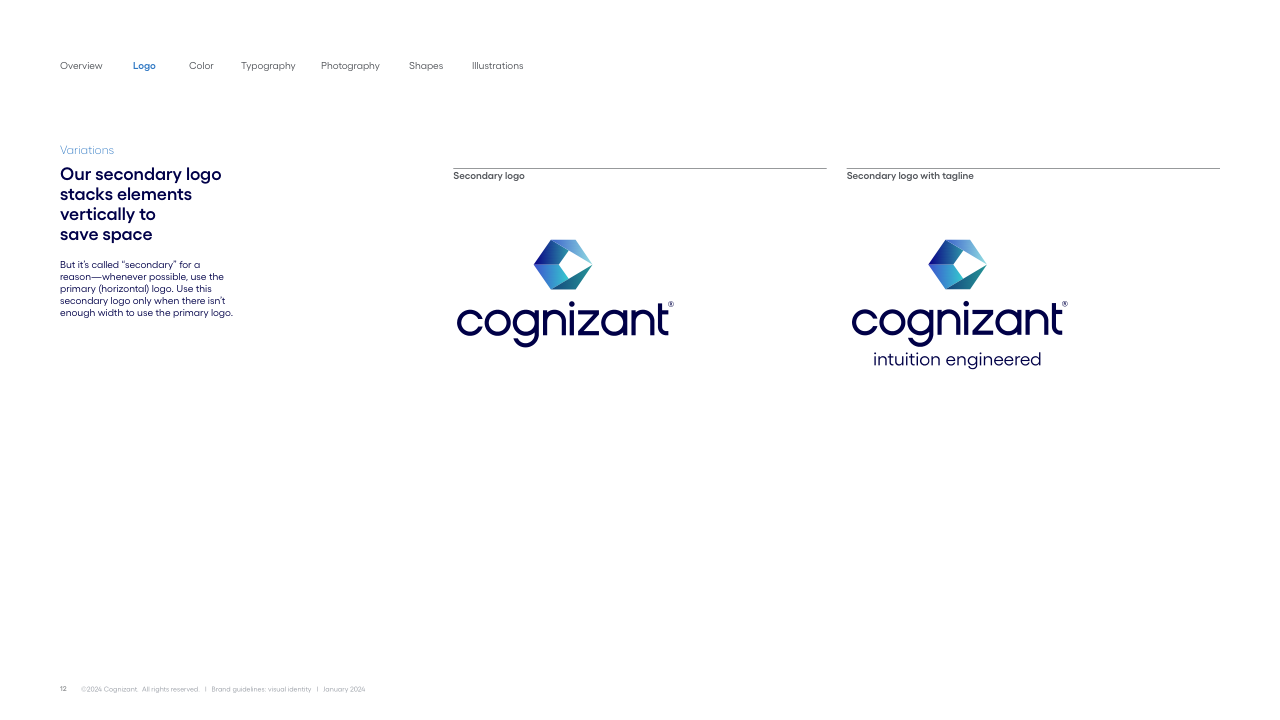 Overview Logo Color Typography Photography Shapes Illustrations
Variations
Our secondary logo
stacks elements
vertically to
save space
But it's called “secondary” for a
reason—whenever possible, use the
primary (horizontal) logo. Use this
secondary logo only when there isn't
enough width to use the primary logo.
Secondary logo
cognizant®
Secondary logo with tagline
cognizant®
intuition engineered
12 ©2024 Cognizant. All rights reserved. | Brand guidelines: visual identity | January 2024